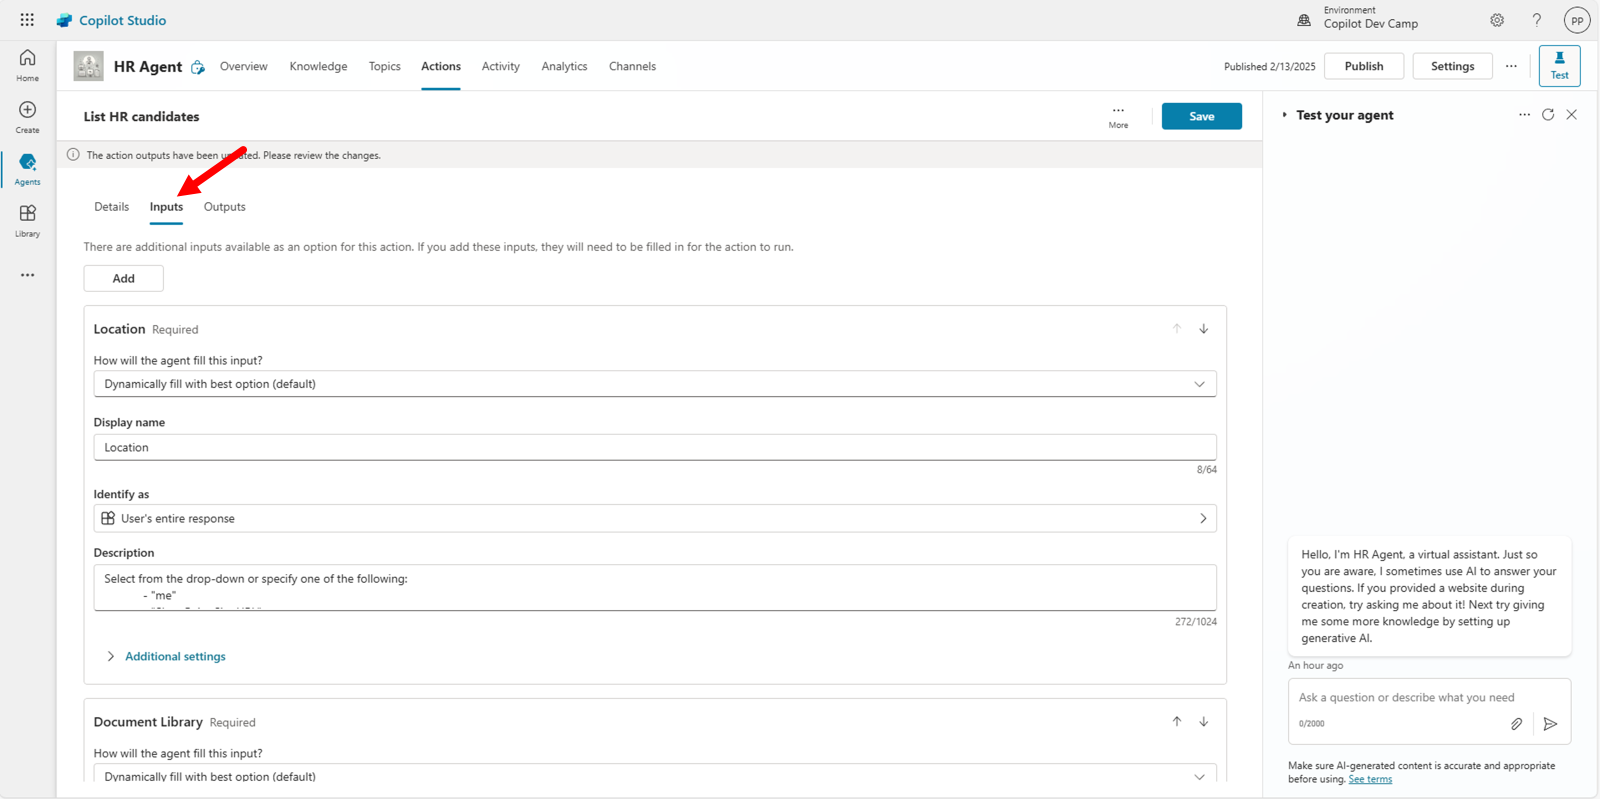 Copilot Studio
Environment
Copilot Dev Camp
PP
Home
Create
Agents
Library
HR Agent
Overview
Knowledge
Topics
Actions
Activity
Analytics
Channels
Published 2/13/2025
Publish
Settings
Test
List HR candidates
More
Save
The action outputs have been updated. Please review the changes.
Details
Inputs
Outputs
There are additional inputs available as an option for this action. If you add these inputs, they will need to be filled in for the action to run.
Add
Location Required
How will the agent fill this input?
Dynamically fill with best option (default)
Display name
Location
8/64
Identify as
User's entire response
Description
Select from the drop-down or specify one of the following:
- "me"
272/1024
Additional settings
Document Library Required
How will the agent fill this input?
Dynamically fill with best option (default)
Test your agent
Hello, I'm HR Agent, a virtual assistant. Just so
you are aware, I sometimes use AI to answer your
questions. If you provided a website during
creation, try asking me about it! Next try giving
me some more knowledge by setting up
generative AI.
An hour ago
Ask a question or describe what you need
0/2000
Make sure AI-generated content is accurate and appropriate
before using. See terms